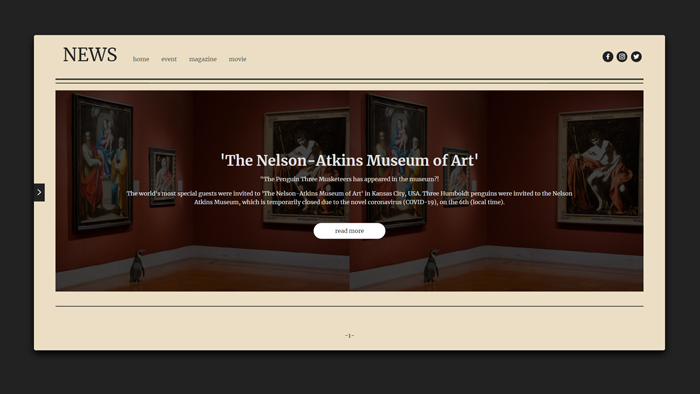 NEWS
home event magazine movie
'The Nelson-Atkins Museum of Art'
"The Penguin Three Musketeers has appeared in the museum?!
The world's most special guests were invited to 'The Nelson-Atkins Museum of Art' in Kansas City, USA. Three Humboldt penguins were invited to the Nelson
Atkins Museum, which is temporarily closed due to the novel coronavirus (COVID-19), on the 6th (local time).
read more
-1-